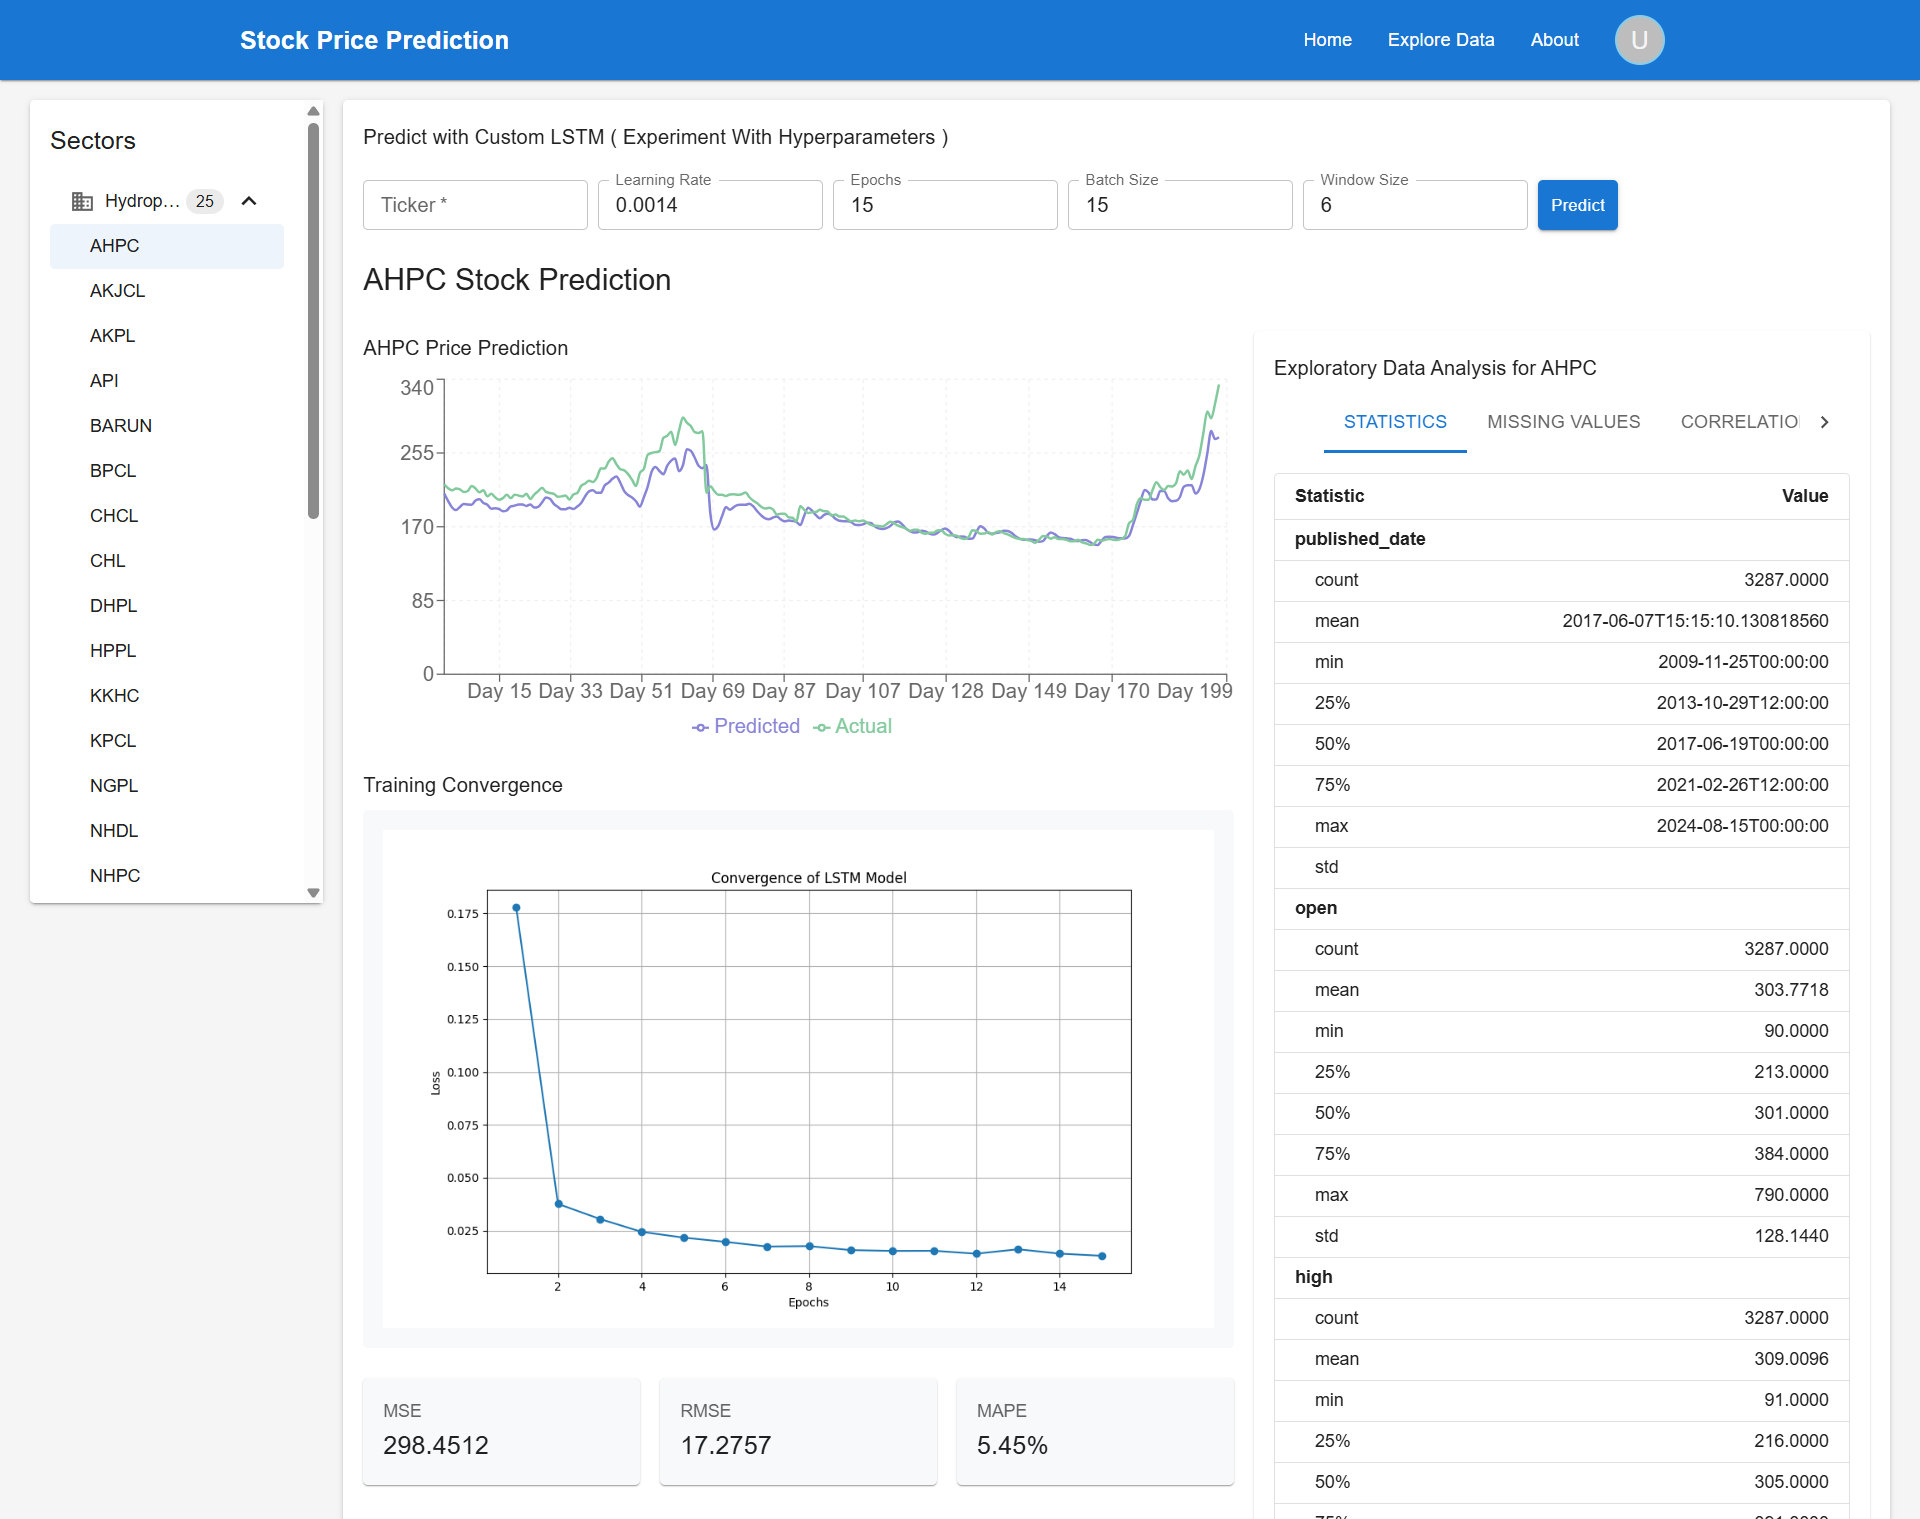 Stock Price Prediction
Home
Explore Data
About
U
Sectors
Hydrop...
25
AHPC
AKJCL
AKPL
API
BARUN
BPCL
CHCL
CHL
DHPL
HPPL
KKHC
KPCL
NGPL
NHDL
NHPC
Predict with Custom LSTM ( Experiment With Hyperparameters )
Ticker *
Learning Rate
0.0014
Epochs
15
Batch Size
15
Window Size
6
Predict
AHPC Stock Prediction
AHPC Price Prediction
340
255
170
85
0
Day 15 Day 33 Day 51 Day 69 Day 87 Day 107 Day 128 Day 149 Day 170 Day 199
Predicted Actual
Training Convergence
Convergence of LSTM Model
0.175
0.150
0.125
0.100
0.075
0.050
0.025
Loss
2 4 6 8 10 12 14
Epochs
MSE
298.4512
RMSE
17.2757
MAPE
5.45%
Exploratory Data Analysis for AHPC
STATISTICS MISSING VALUES CORRELATIO
Statistic Value
published_date
count 3287.0000
mean 2017-06-07T15:15:10.130818560
min 2009-11-25T00:00:00
25% 2013-10-29T12:00:00
50% 2017-06-19T00:00:00
75% 2021-02-26T12:00:00
max 2024-08-15T00:00:00
std
open
count 3287.0000
mean 303.7718
min 90.0000
25% 213.0000
50% 301.0000
75% 384.0000
max 790.0000
std 128.1440
high
count 3287.0000
mean 309.0096
min 91.0000
25% 216.0000
50% 305.0000